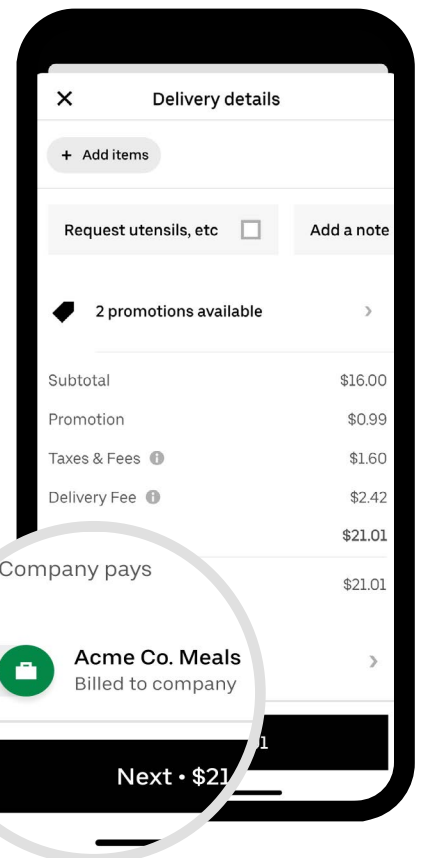 Delivery details
+ Add items
Request utensils, etc
Add a note
2 promotions available
Subtotal $16.00
Promotion $0.99
Taxes & Fees $1.60
Delivery Fee $2.42
$21.01
Company pays $21.01
Acme Co. Meals
Billed to company
Next • $21